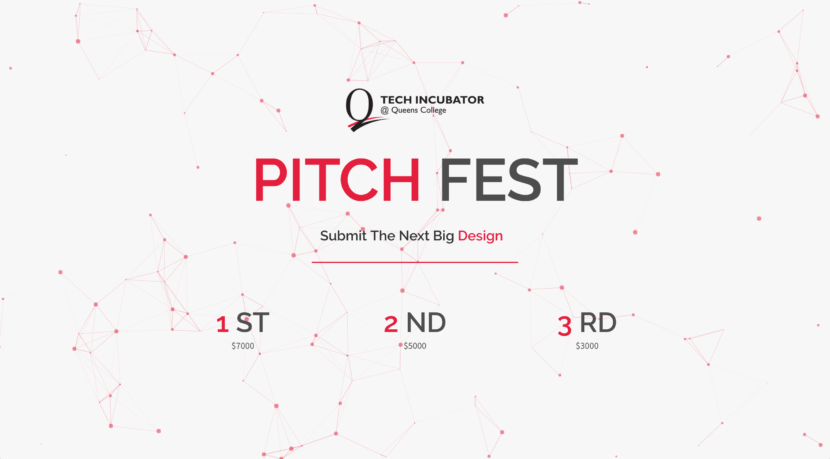 TECH INCUBATOR
@ Queens College
PITCH FEST
Submit The Next Big Design
1 ST 2 ND 3 RD
$7000 $5000 $3000